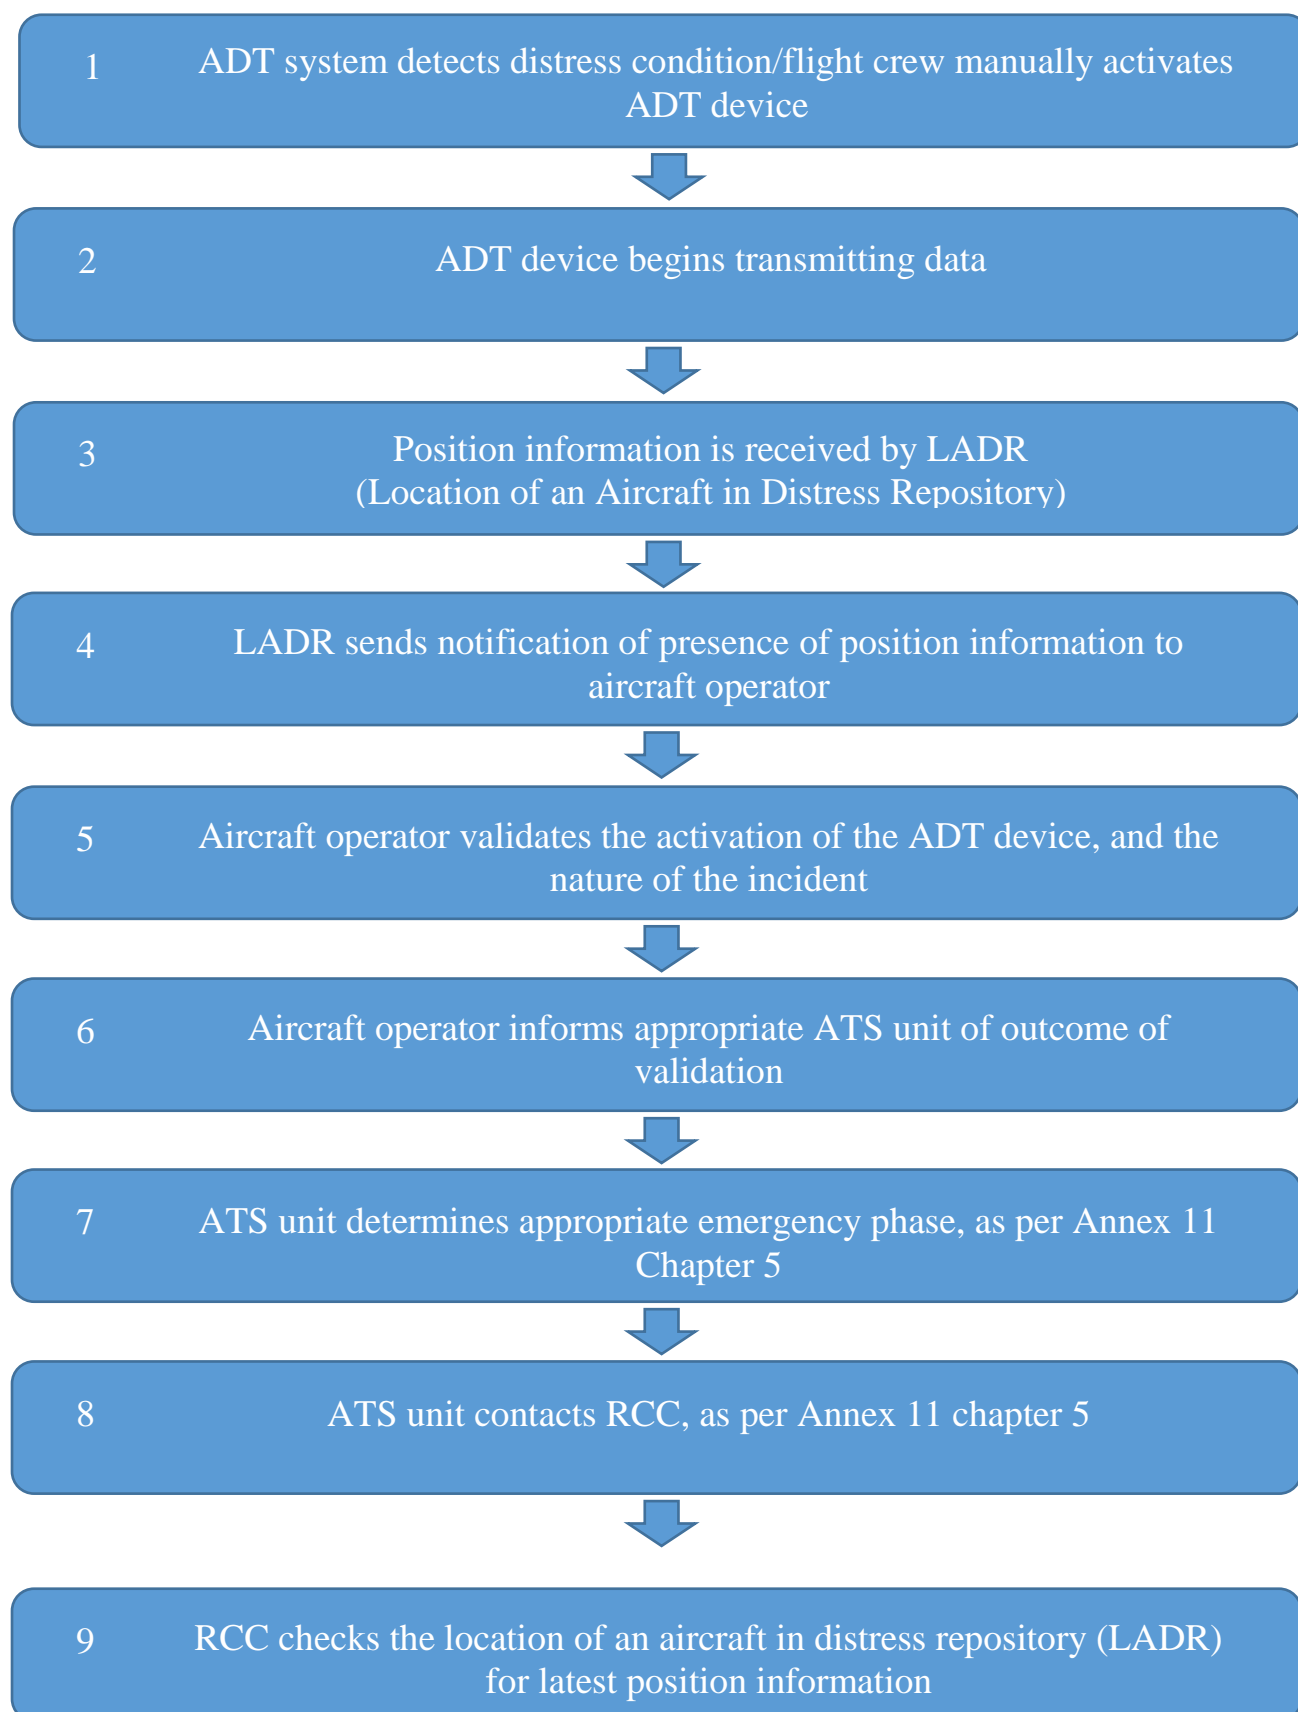 1
ADT system detects distress condition/flight crew manually activates
ADT device
2
ADT device begins transmitting data
3
Position information is received by LADR
(Location of an Aircraft in Distress Repository)
4
LADR sends notification of presence of position information to
aircraft operator
5
Aircraft operator validates the activation of the ADT device, and the
nature of the incident
6
Aircraft operator informs appropriate ATS unit of outcome of
validation
7
ATS unit determines appropriate emergency phase, as per Annex 11
Chapter 5
8
ATS unit contacts RCC, as per Annex 11 chapter 5
9
RCC checks the location of an aircraft in distress repository (LADR)
for latest position information